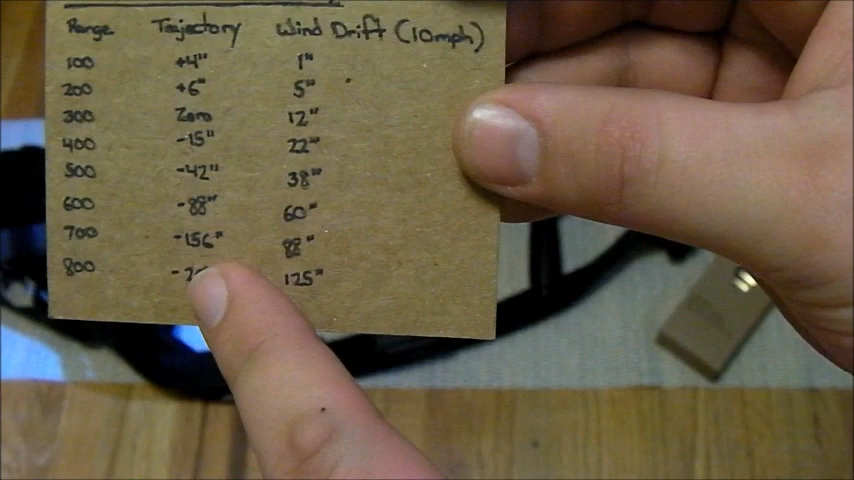 Range Trajectory Wind Drift (10mph)
100 +4" 1"
200 +6" 5"
300 Zero 12"
400 -15" 22"
500 -42" 38"
600 -88" 60"
700 -156" 88"
800 125"